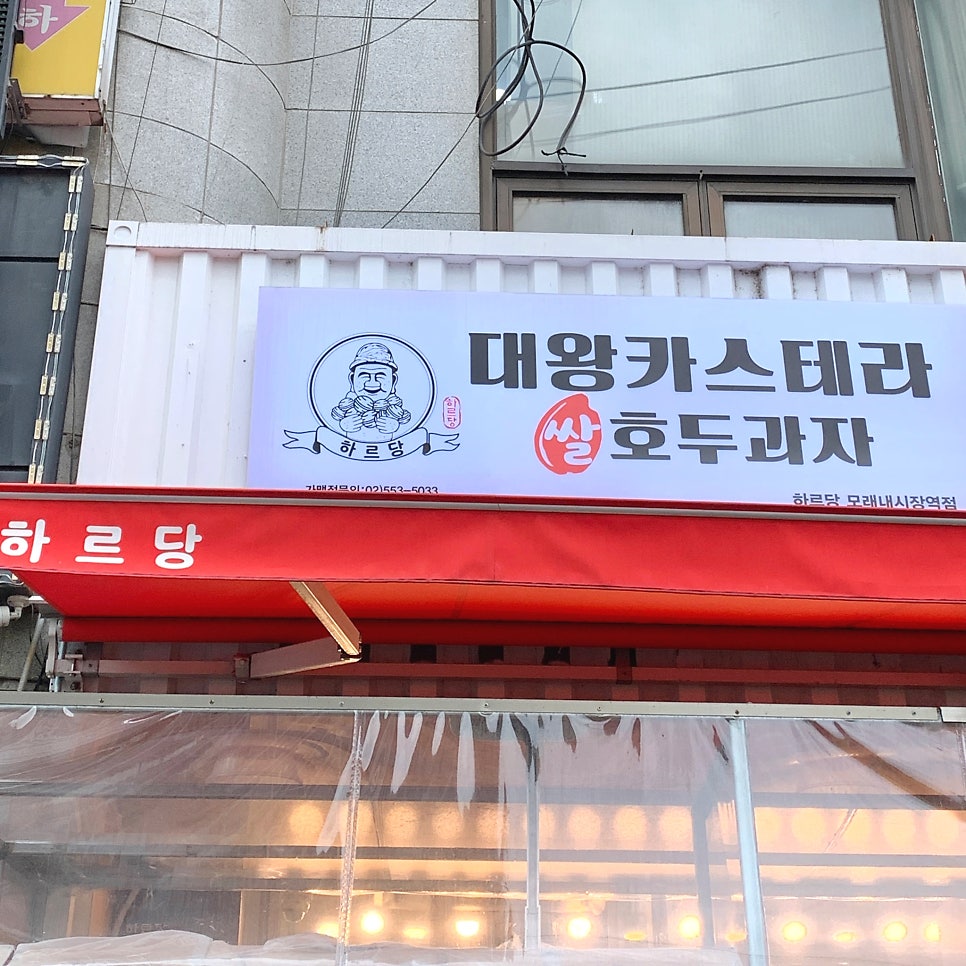 하
대왕카스테라
쌀호두과자
하르당
하르당
가맹점문의:02)553-5033
하르당 모래내시장역점
하르당